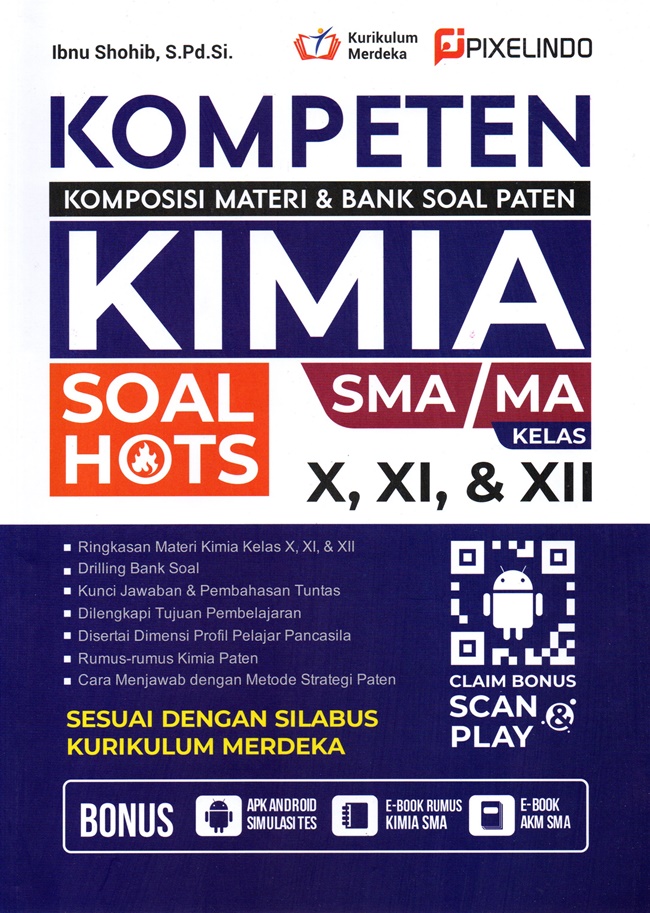 Ibnu Shohib, S.Pd.Si.
Kurikulum
Merdeka
PIXELINDO
KOMPETEN
KOMPOSISI MATERI & BANK SOAL PATEN
KIMIA
SOAL
HOTS
SMA/MA
KELAS
X, XI, & XII
Ringkasan Materi Kimia Kelas X, XI, & XII
Drilling Bank Soal
Kunci Jawaban & Pembahasan Tuntas
Dilengkapi Tujuan Pembelajaran
Disertai Dimensi Profil Pelajar Pancasila
Rumus-rumus Kimia Paten
Cara Menjawab dengan Metode Strategi Paten
SESUAI DENGAN SILABUS
KURIKULUM MERDEKA
CLAIM BONUS
SCAN &
PLAY
BONUS
APK ANDROID
SIMULASI TES
E-BOOK RUMUS
KIMIA SMA
E-BOOK
AKM SMA